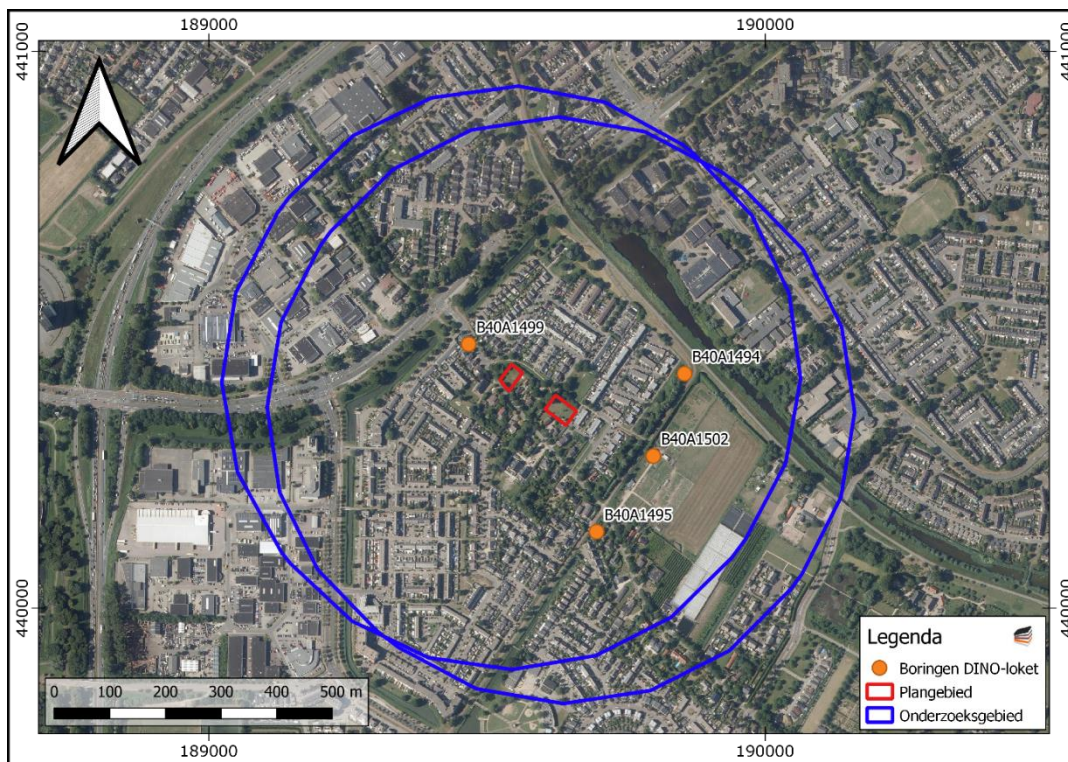 189000
190000
441000
441000
B40A1499
B40A1494
B40A1502
B40A1495
440000
440000
Legenda
Boringen DINO-loket
Plangebied
Onderzoeksgebied
0 100 200 300 400 500 m
189000
190000